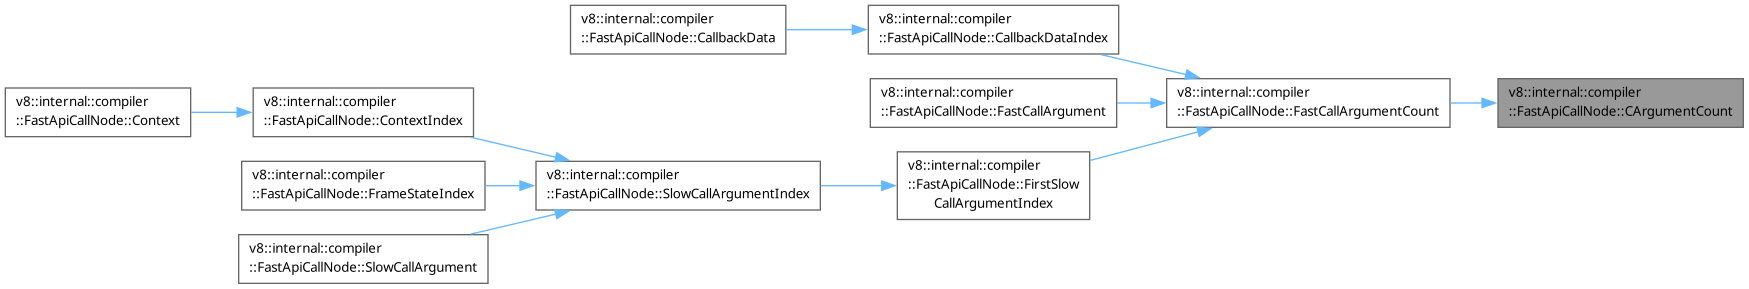 v8::internal::compiler
::FastApiCallNode::CallbackData
v8::internal::compiler
::FastApiCallNode::CallbackDataIndex
v8::internal::compiler
::FastApiCallNode::Context
v8::internal::compiler
::FastApiCallNode::ContextIndex
v8::internal::compiler
::FastApiCallNode::FastCallArgument
v8::internal::compiler
::FastApiCallNode::FastCallArgumentCount
v8::internal::compiler
::FastApiCallNode::CArgumentCount
v8::internal::compiler
::FastApiCallNode::FrameStateIndex
v8::internal::compiler
::FastApiCallNode::SlowCallArgumentIndex
v8::internal::compiler
::FastApiCallNode::FirstSlow
CallArgumentIndex
v8::internal::compiler
::FastApiCallNode::SlowCallArgument